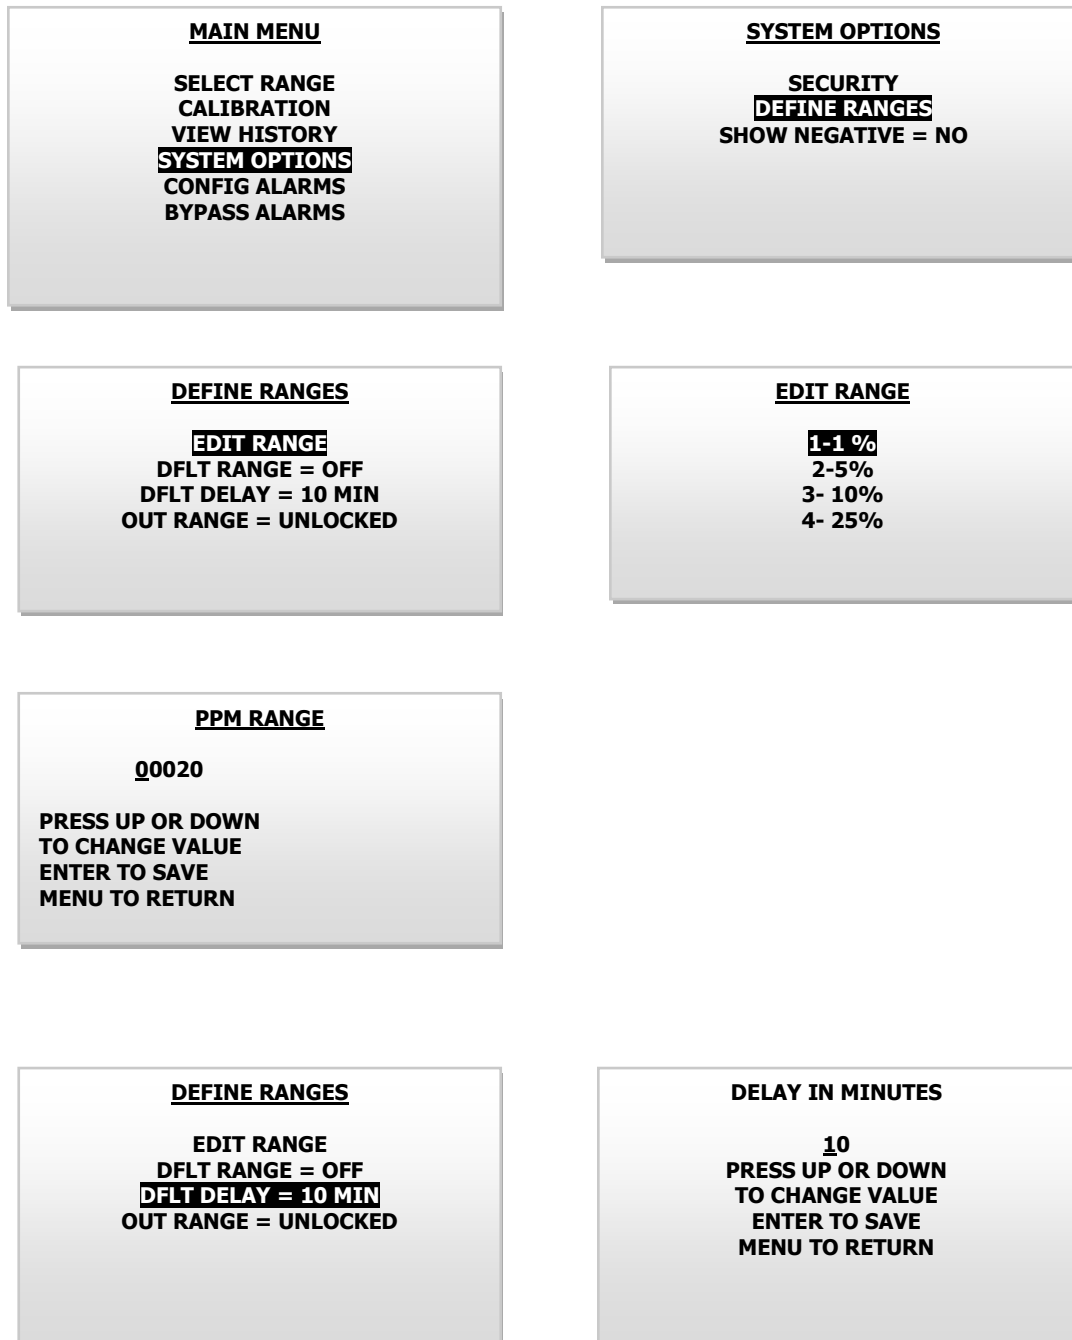 MAIN MENU
SELECT RANGE
CALIBRATION
VIEW HISTORY
SYSTEM OPTIONS
CONFIG ALARMS
BYPASS ALARMS
SYSTEM OPTIONS
SECURITY
DEFINE RANGES
SHOW NEGATIVE = NO
DEFINE RANGES
EDIT RANGE
DFLT RANGE = OFF
DFLT DELAY = 10 MIN
OUT RANGE = UNLOCKED
EDIT RANGE
1-1 %
2-5%
3- 10%
4- 25%
PPM RANGE
00020
PRESS UP OR DOWN
TO CHANGE VALUE
ENTER TO SAVE
MENU TO RETURN
DEFINE RANGES
EDIT RANGE
DFLT RANGE = OFF
DFLT DELAY = 10 MIN
OUT RANGE = UNLOCKED
DELAY IN MINUTES
10
PRESS UP OR DOWN
TO CHANGE VALUE
ENTER TO SAVE
MENU TO RETURN